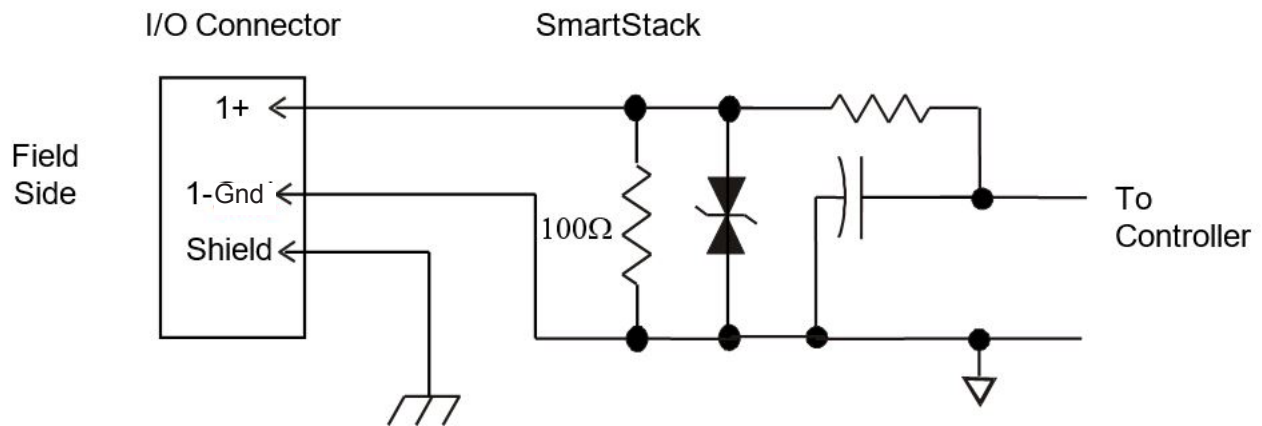 I/O Connector
SmartStack
Field
Side
1+
1-Gnd
Shield
100Ω
To
Controller